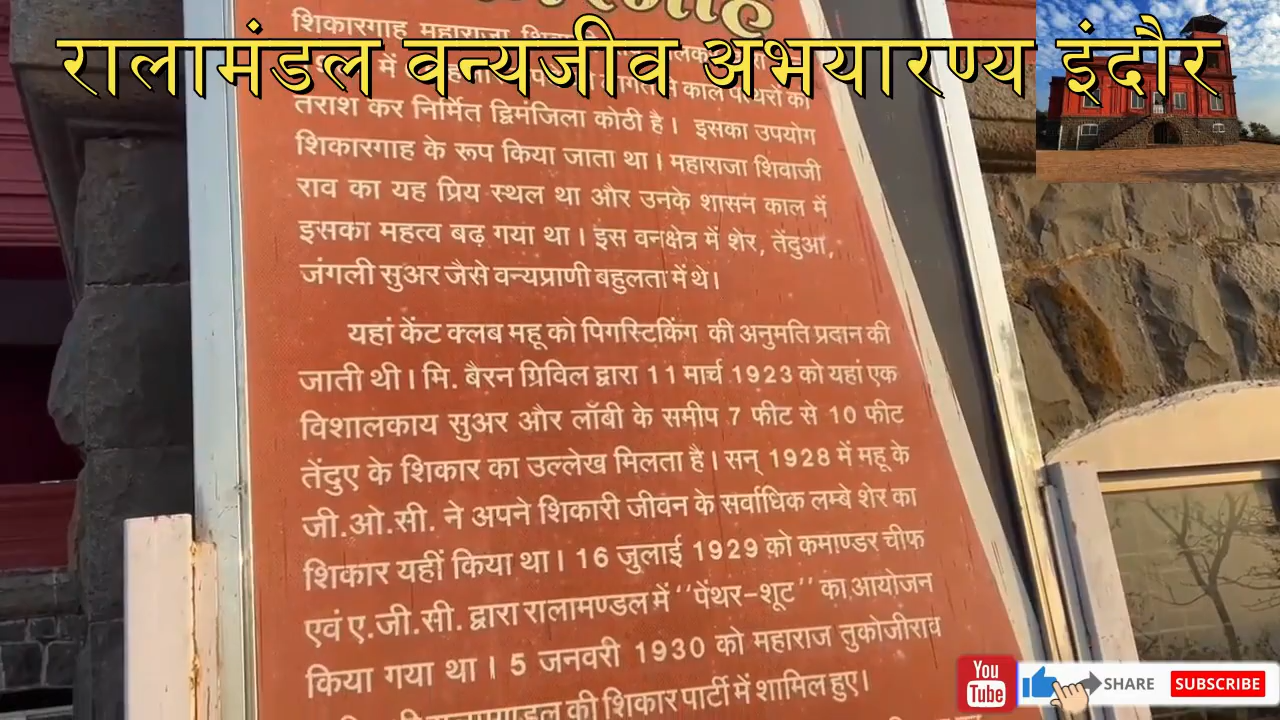 रालामंडल वन्यजीव अभयारण्य इंदौर
शिकारगाह महाराजा
में
तराश कर निर्मित द्विमंजिला कोठी है। इसका उपयोग
शिकारगाह के रूप किया जाता था। महाराजा शिवाजी
राव का यह प्रिय स्थल था और उनके शासन काल में
इसका महत्व बढ़ गया था। इस वनक्षेत्र में शेर, तेंदुआ,
जंगली सुअर जैसे वन्यप्राणी बहुलता में थे।
यहां केंट क्लब महू को पिगस्टिकिंग की अनुमति प्रदान की
जाती थी। मि. बैरन ग्रिविल द्वारा 11 मार्च 1923 को यहां एक
विशालकाय सुअर और लॉबी के समीप 7 फीट से 10 फीट
तेंदुए के शिकार का उल्लेख मिलता है। सन् 1928 में महू के
जी.ओ.सी. ने अपने शिकारी जीवन के सर्वाधिक लम्बे शेर का
शिकार यहीं किया था। 16 जुलाई 1929 को कमाण्डर चीफ
एवं ए.जी.सी. द्वारा रालामण्डल में ‘‘पेंथर-शूट’’ का आयोजन
किया गया था। 5 जनवरी 1930 को महाराज तुकोजीराव
की शिकार पार्टी में शामिल हुए।
You Tube
SHARE
SUBSCRIBE